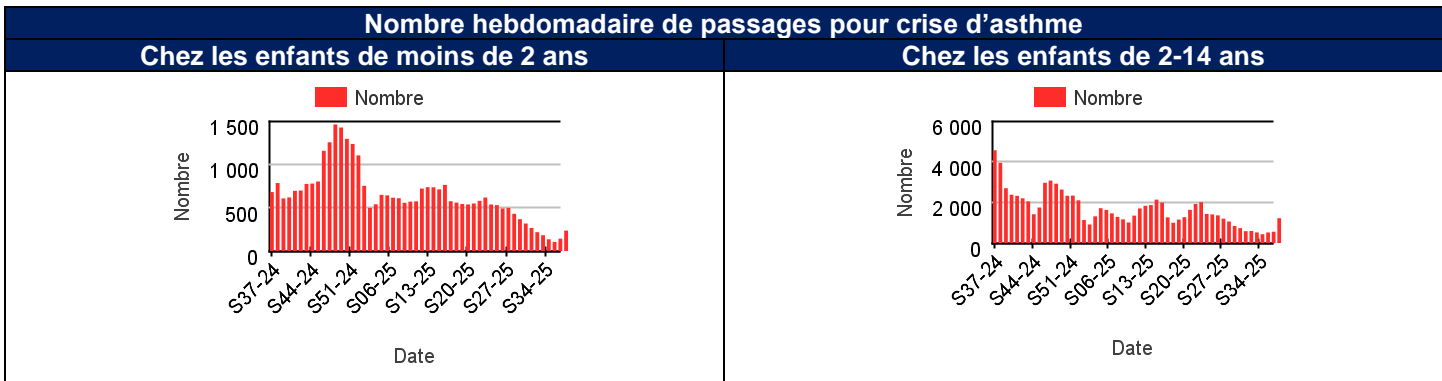 Nombre hebdomadaire de passages pour crise d’asthme
Chez les enfants de moins de 2 ans
Chez les enfants de 2-14 ans
Nombre
1 500
1 000
500
0
Nombre
S37-24
S44-24
S51-24
S06-25
S13-25
S20-25
S27-25
S34-25
Date
Nombre
6 000
4 000
2 000
0
Nombre
S37-24
S44-24
S51-24
S06-25
S13-25
S20-25
S27-25
S34-25
Date